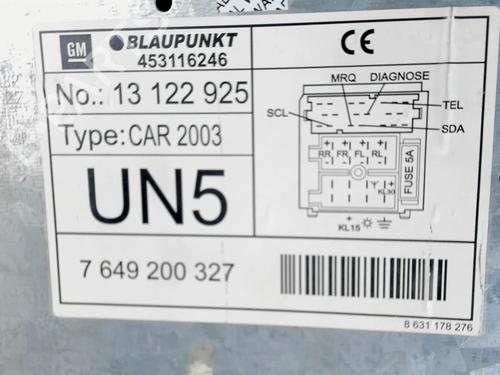 GM BLAUPUNKT
453116246
CE
No.: 13 122 925
Type: CAR 2003
UN5
7 649 200 327
MRQ DIAGNOSE
SCL
TEL
SDA
RR FR FL RL
FUSE 5A
KL30
KL15
8 631 178 276